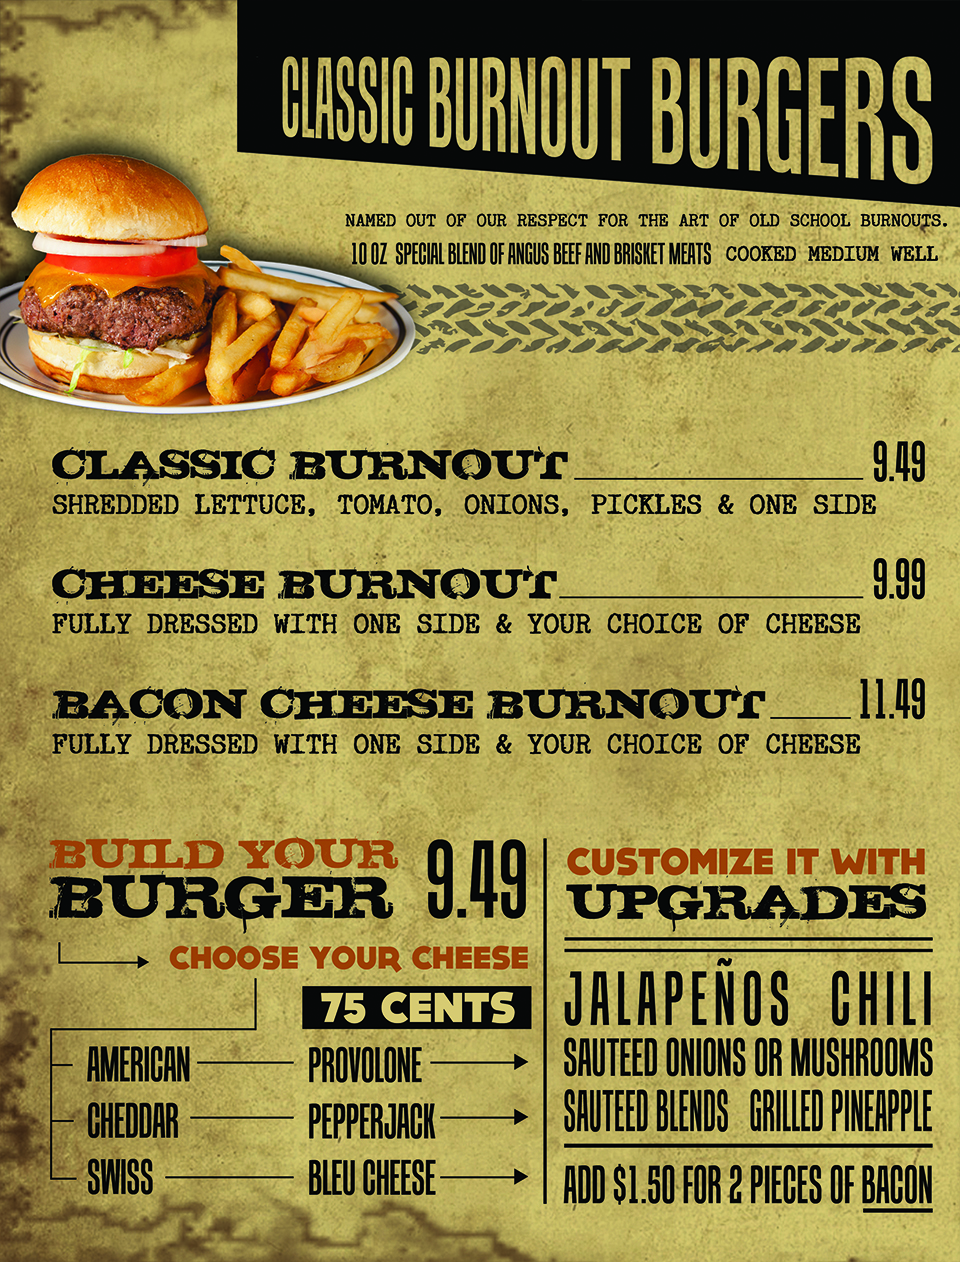 CLASSIC BURNOUT BURGERS
NAMED OUT OF OUR RESPECT FOR THE ART OF OLD SCHOOL BURNOUTS.
10 OZ SPECIAL BLEND OF ANGUS BEEF AND BRISKET MEATS COOKED MEDIUM WELL
CLASSIC BURNOUT 9.49
SHREDDED LETTUCE, TOMATO, ONIONS, PICKLES & ONE SIDE
CHEESE BURNOUT 9.99
FULLY DRESSED WITH ONE SIDE & YOUR CHOICE OF CHEESE
BACON CHEESE BURNOUT 11.49
FULLY DRESSED WITH ONE SIDE & YOUR CHOICE OF CHEESE
BUILD YOUR
BURGER 9.49
CHOOSE YOUR CHEESE
75 CENTS
AMERICAN PROVOLONE
CHEDDAR PEPPERJACK
SWISS BLEU CHEESE
CUSTOMIZE IT WITH
UPGRADES
JALAPEÑOS CHILI
SAUTEED ONIONS OR MUSHROOMS
SAUTEED BLENDS GRILLED PINEAPPLE
ADD $1.50 FOR 2 PIECES OF BACON